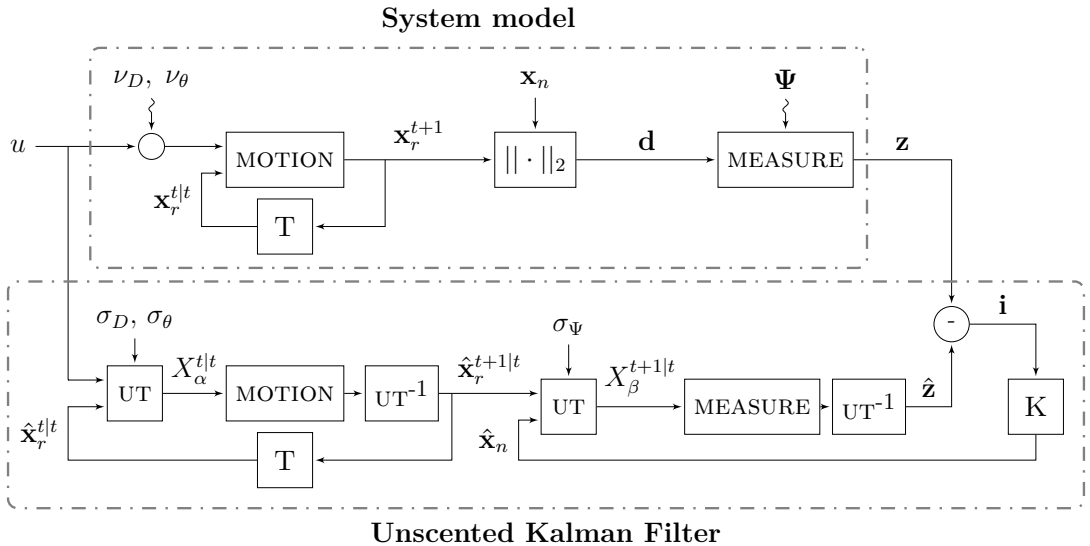 System model
ν_D, ν_θ
x_n
Ψ
u
MOTION
x_r^{t+1}
|| · ||_2
d
MEASURE
z
x_r^{t|t}
T
σ_D, σ_θ
σ_Ψ
-
i
UT
X_α^{t|t}
MOTION
UT^{-1}
x̂_r^{t+1|t}
UT
X_β^{t+1|t}
MEASURE
UT^{-1}
ẑ
K
x̂_r^{t|t}
T
x̂_n
Unscented Kalman Filter